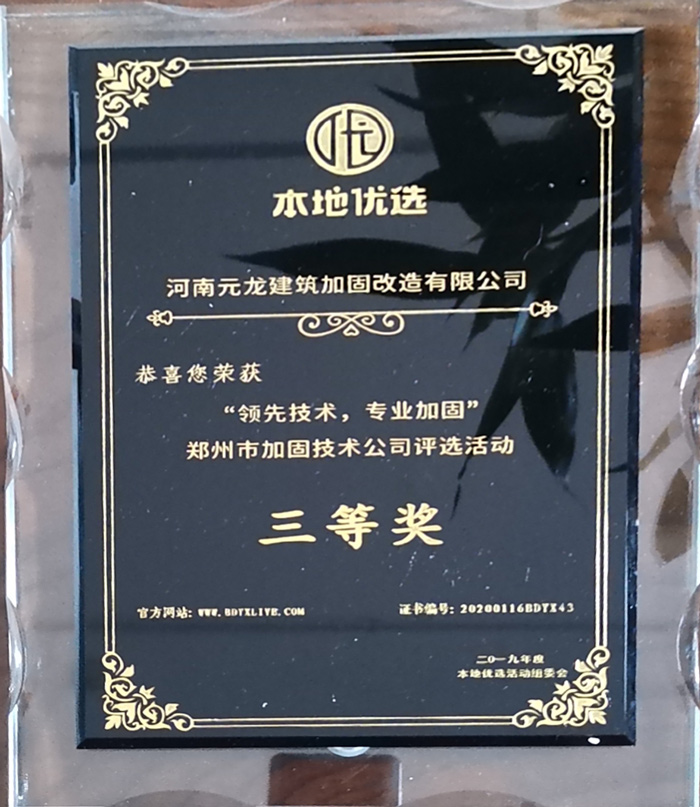 本地优选
河南元龙建筑加固改造有限公司
恭喜您荣获
“领先技术，专业加固”
郑州市加固技术公司评选活动
三等奖
官方网站：WWW.BDYXLIVE.COM
证书编号：20200116BDYX43
二〇一九年度
本地优选活动组委会